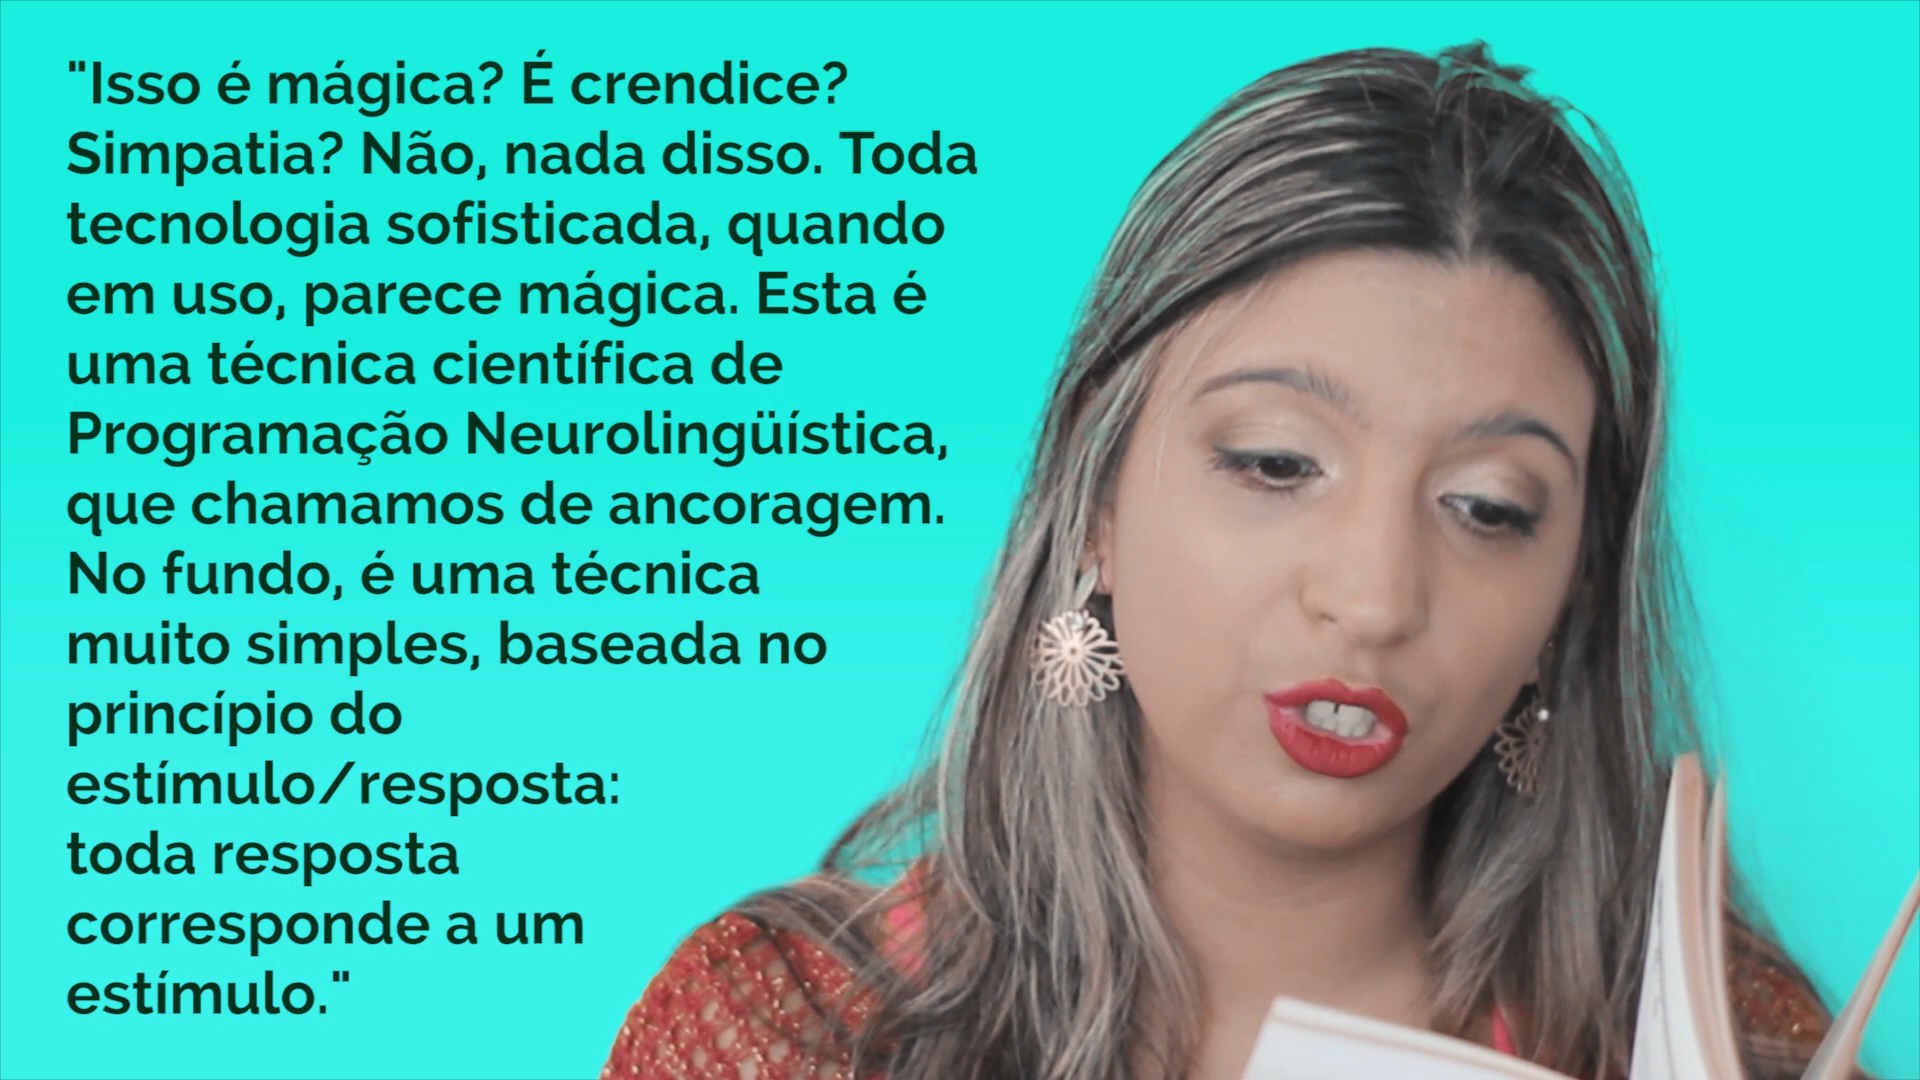 "Isso é mágica? É crendice?
Simpatia? Não, nada disso. Toda
tecnologia sofisticada, quando
em uso, parece mágica. Esta é
uma técnica científica de
Programação Neurolingüística,
que chamamos de ancoragem.
No fundo, é uma técnica
muito simples, baseada no
princípio do
estímulo/resposta:
toda resposta
corresponde a um
estímulo."